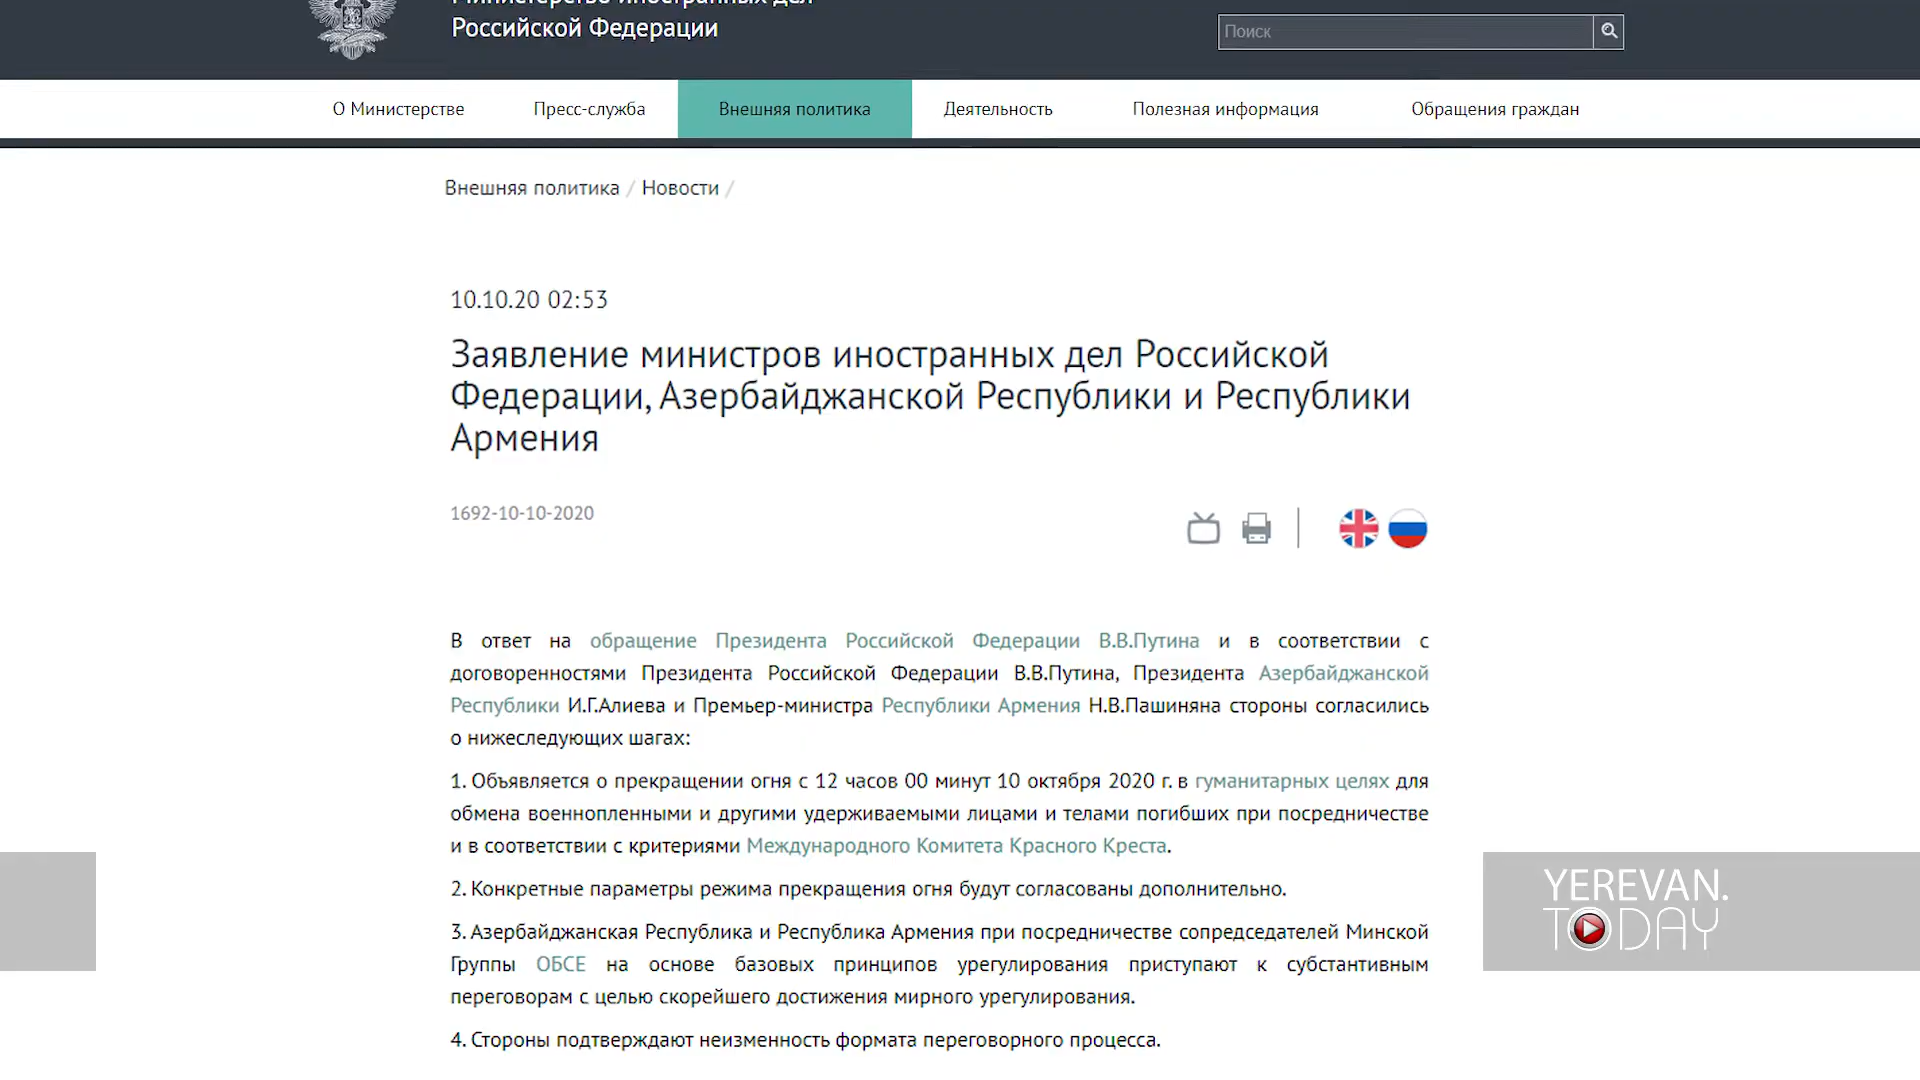 Министерство иностранных дел
Российской Федерации
Поиск
О Министерстве
Пресс-служба
Внешняя политика
Деятельность
Полезная информация
Обращения граждан
Внешняя политика / Новости /
10.10.20 02:53
Заявление министров иностранных дел Российской
Федерации, Азербайджанской Республики и Республики
Армения
1692-10-10-2020
В ответ на обращение Президента Российской Федерации В.В.Путина и в соответствии с
договоренностями Президента Российской Федерации В.В.Путина, Президента Азербайджанской
Республики И.Г.Алиева и Премьер-министра Республики Армения Н.В.Пашиняна стороны согласились
о нижеследующих шагах:
1. Объявляется о прекращении огня с 12 часов 00 минут 10 октября 2020 г. в гуманитарных целях для
обмена военнопленными и другими удерживаемыми лицами и телами погибших при посредничестве
и в соответствии с критериями Международного Комитета Красного Креста.
2. Конкретные параметры режима прекращения огня будут согласованы дополнительно.
3. Азербайджанская Республика и Республика Армения при посредничестве сопредседателей Минской
Группы ОБСЕ на основе базовых принципов урегулирования приступают к субстантивным
переговорам с целью скорейшего достижения мирного урегулирования.
4. Стороны подтверждают неизменность формата переговорного процесса.
YEREVAN.
TODAY